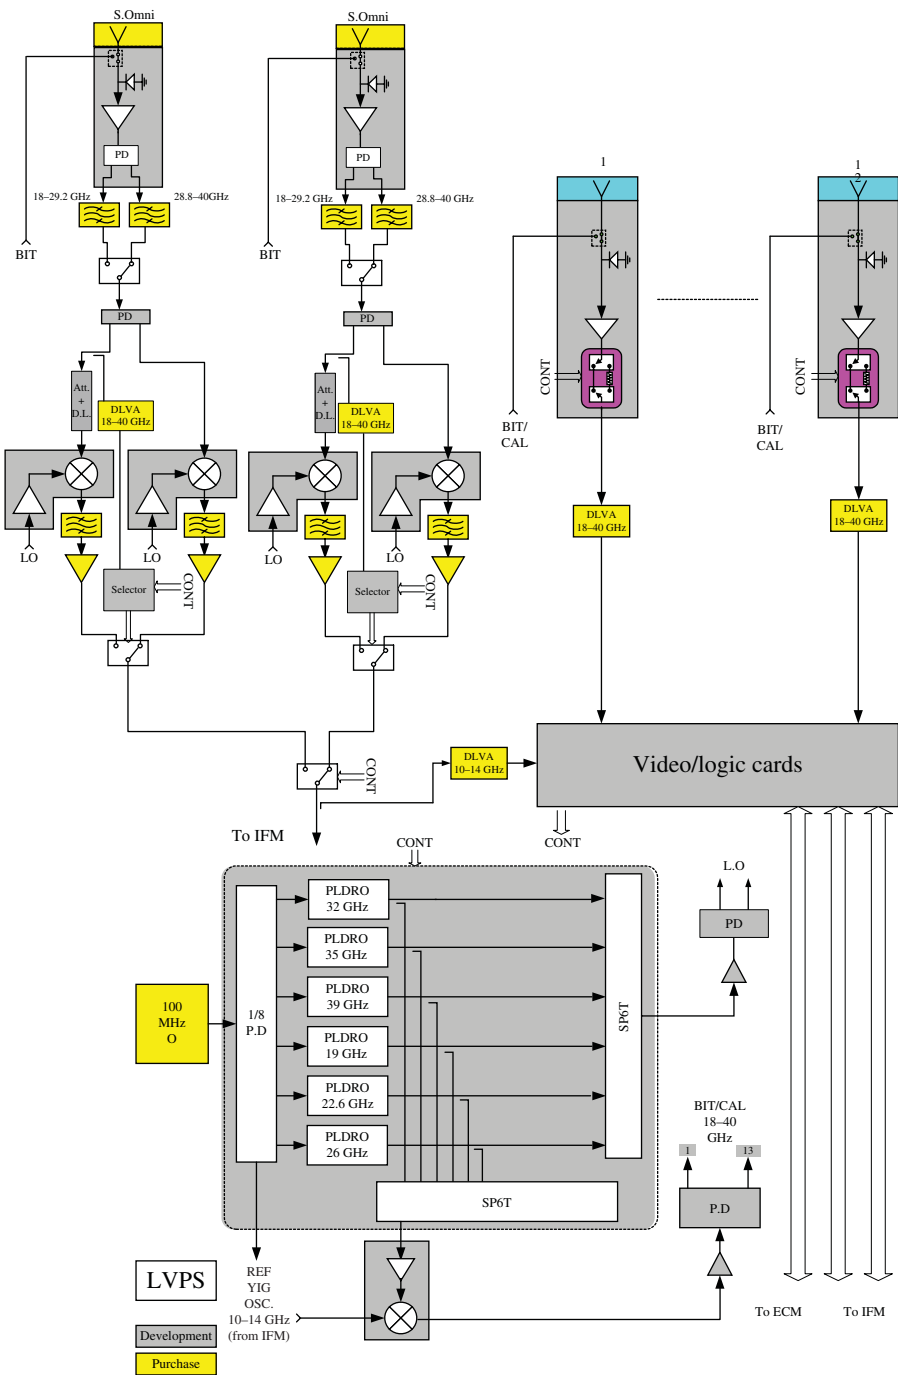 S.Omni
S.Omni
PD
PD
18–29.2 GHz
28.8–40GHz
18–29.2 GHz
28.8–40 GHz
BIT
BIT
1
1
2
PD
PD
Att.
+
D.L.
DLVA
18–40 GHz
Att.
+
D.L.
DLVA
18–40 GHz
CONT
CONT
BIT/
CAL
BIT/
CAL
LO
LO
LO
LO
DLVA
18–40 GHz
DLVA
18–40 GHz
Selector
CONT
Selector
CONT
CONT
DLVA
10–14 GHz
Video/logic cards
To IFM
CONT
CONT
L.O
PD
PLDRO
32 GHz
PLDRO
35 GHz
PLDRO
39 GHz
PLDRO
19 GHz
PLDRO
22.6 GHz
PLDRO
26 GHz
100
MHz
O
1/8
P.D
SP6T
SP6T
BIT/CAL
18–40
GHz
1
13
P.D
LVPS
REF
YIG
OSC.
10–14 GHz
(from IFM)
To ECM
To IFM
Development
Purchase